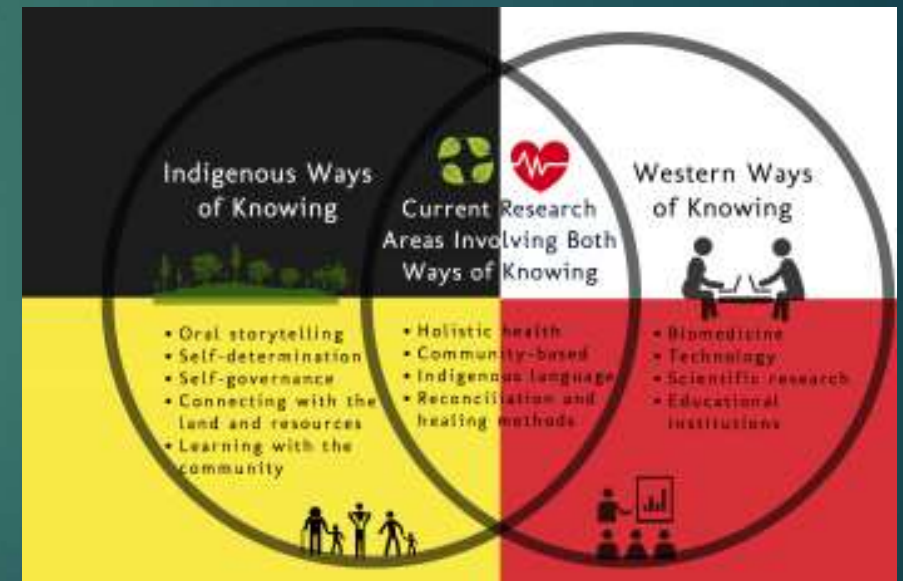 Indigenous Ways
of Knowing
• Oral storytelling
• Self-determination
• Self-governance
• Connecting with the
land and resources
• Learning with the
community
Current Research
Areas Involving Both
Ways of Knowing
• Holistic health
• Community-based
• Indigenous language
• Reconciliation and
healing methods
Western Ways
of Knowing
• Biomedicine
• Technology
• Scientific research
• Educational
institutions